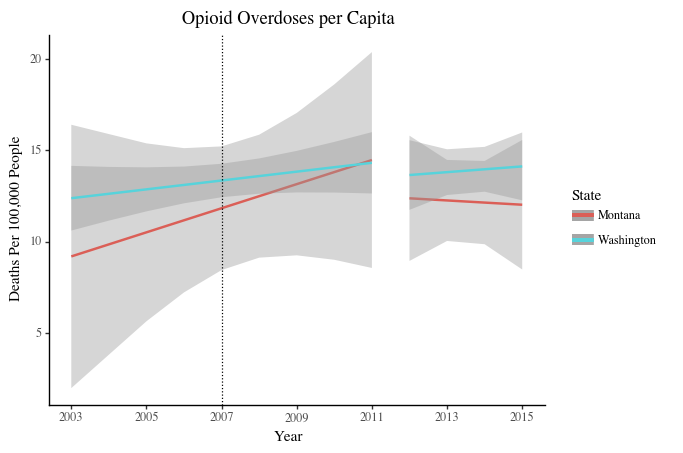 Opioid Overdoses per Capita
Deaths Per 100,000 People
20
15
10
5
2003 2005 2007 2009 2011 2013 2015
Year
State
Montana
Washington